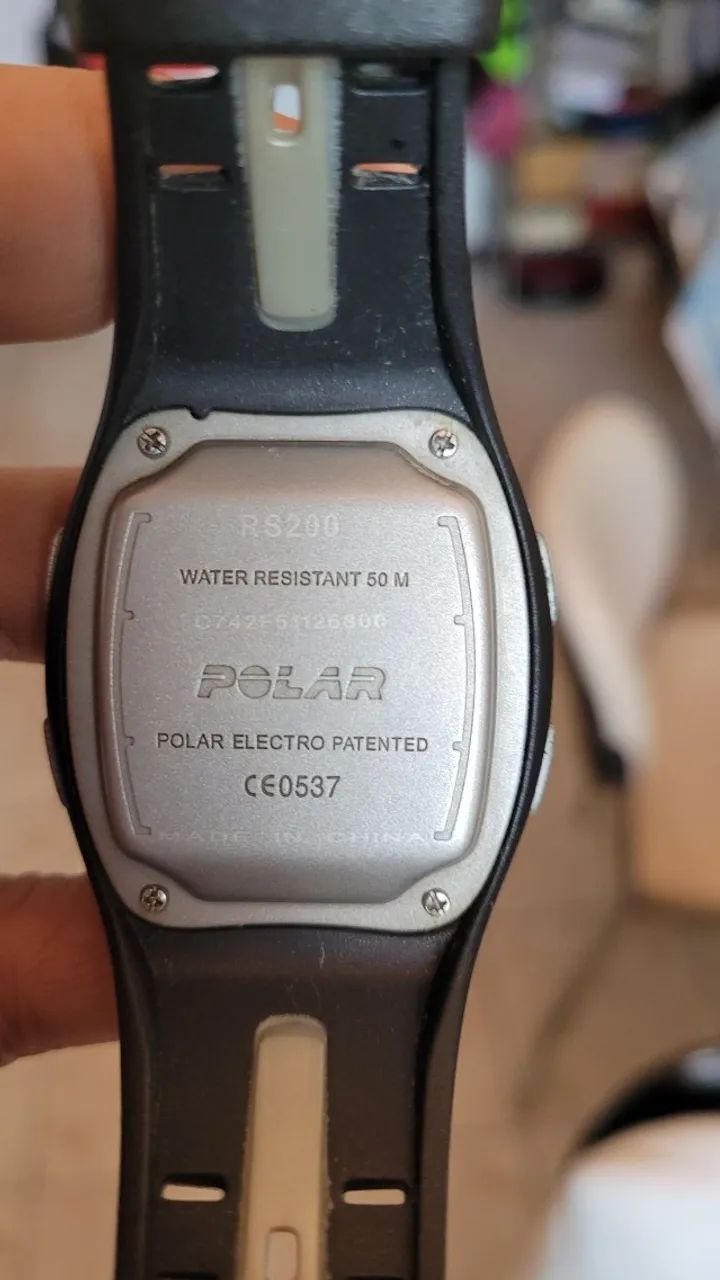 RS200
WATER RESISTANT 50 M
POLAR
POLAR ELECTRO PATENTED
CE0537
MADE IN CHINA